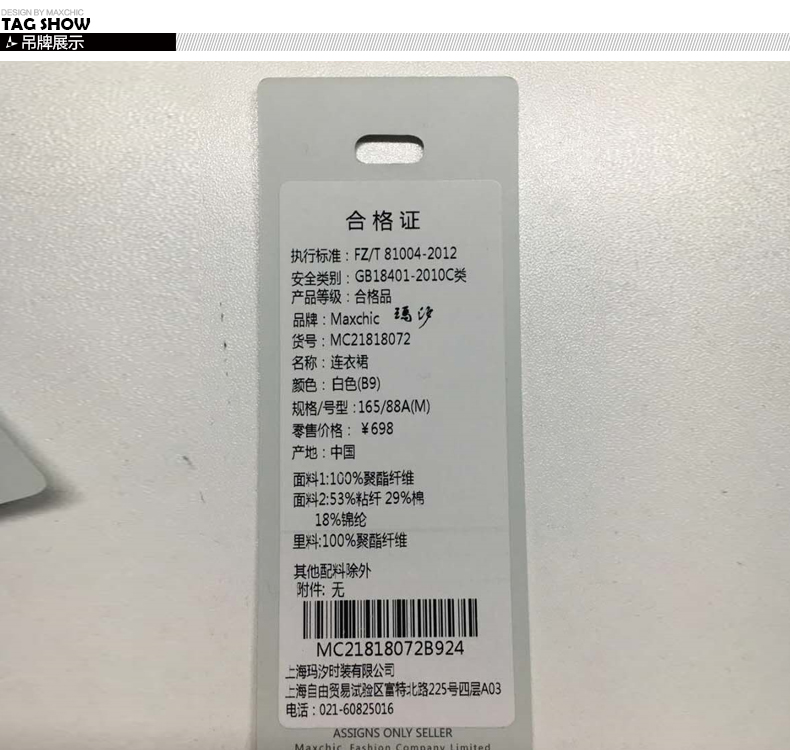 DESIGN BY MAXCHIC
TAG SHOW
吊牌展示
合格证
执行标准：FZ/T 81004-2012
安全类别：GB18401-2010C类
产品等级：合格品
品牌：Maxchic 玛汐
货号：MC21818072
名称：连衣裙
颜色：白色(B9)
规格/号型：165/88A(M)
零售价格：￥698
产地：中国
面料1:100%聚酯纤维
面料2:53%粘纤 29%棉
18%锦纶
里料:100%聚酯纤维
其他配料除外
附件: 无
MC21818072B924
上海玛汐时装有限公司
上海自由贸易试验区富特北路225号四层A03
电话：021-60825016
ASSIGNS ONLY SELLER
Maxchic Fashion Company Limited